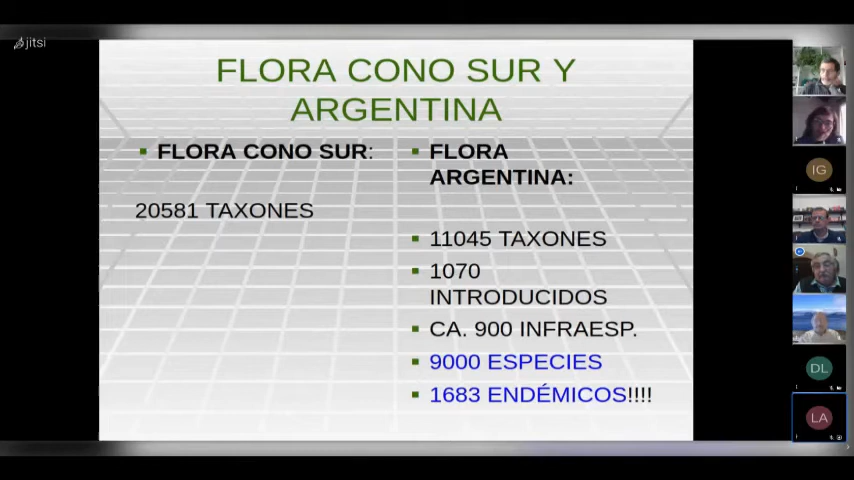 jitsi
FLORA CONO SUR Y
ARGENTINA
FLORA CONO SUR:
20581 TAXONES
FLORA
ARGENTINA:
11045 TAXONES
1070
INTRODUCIDOS
CA. 900 INFRAESP.
9000 ESPECIES
1683 ENDÉMICOS!!!!
IG
DL
LA